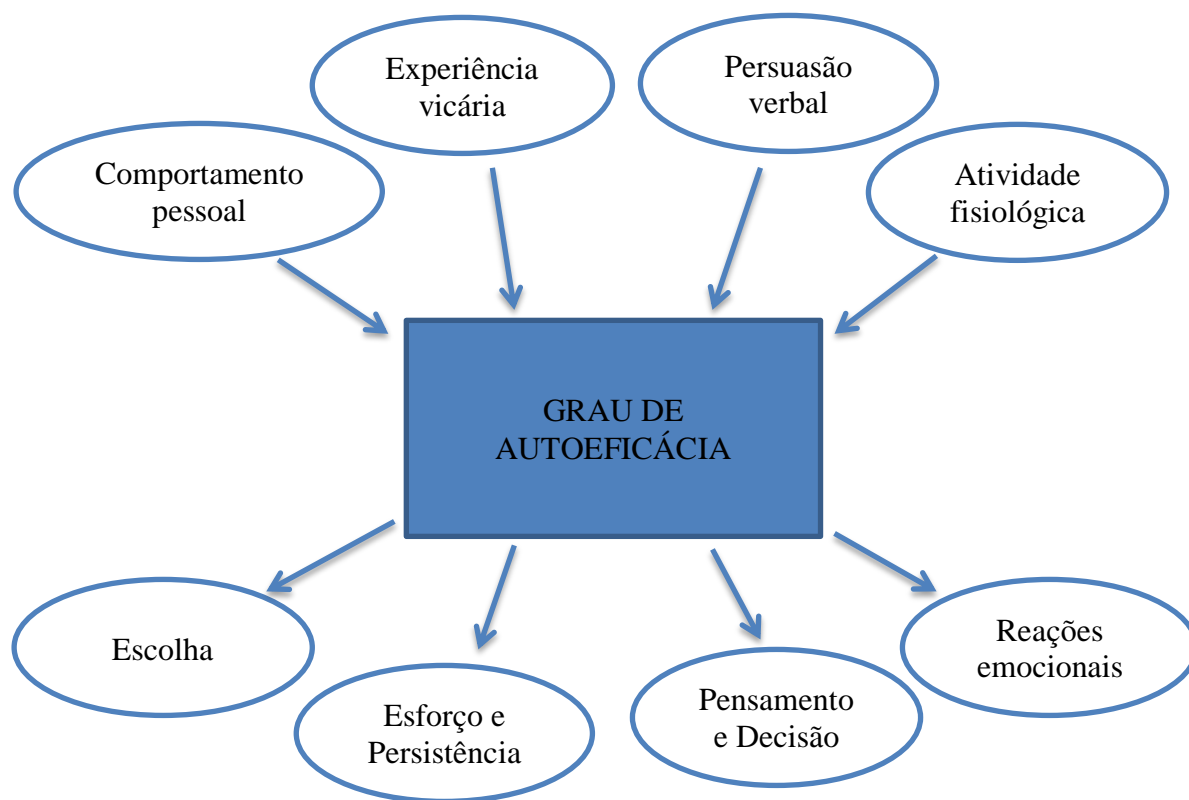 Experiência
vicária
Persuasão
verbal
Comportamento
pessoal
Atividade
fisiológica
GRAU DE
AUTOEFICÁCIA
Escolha
Esforço e
Persistência
Pensamento
e Decisão
Reações
emocionais